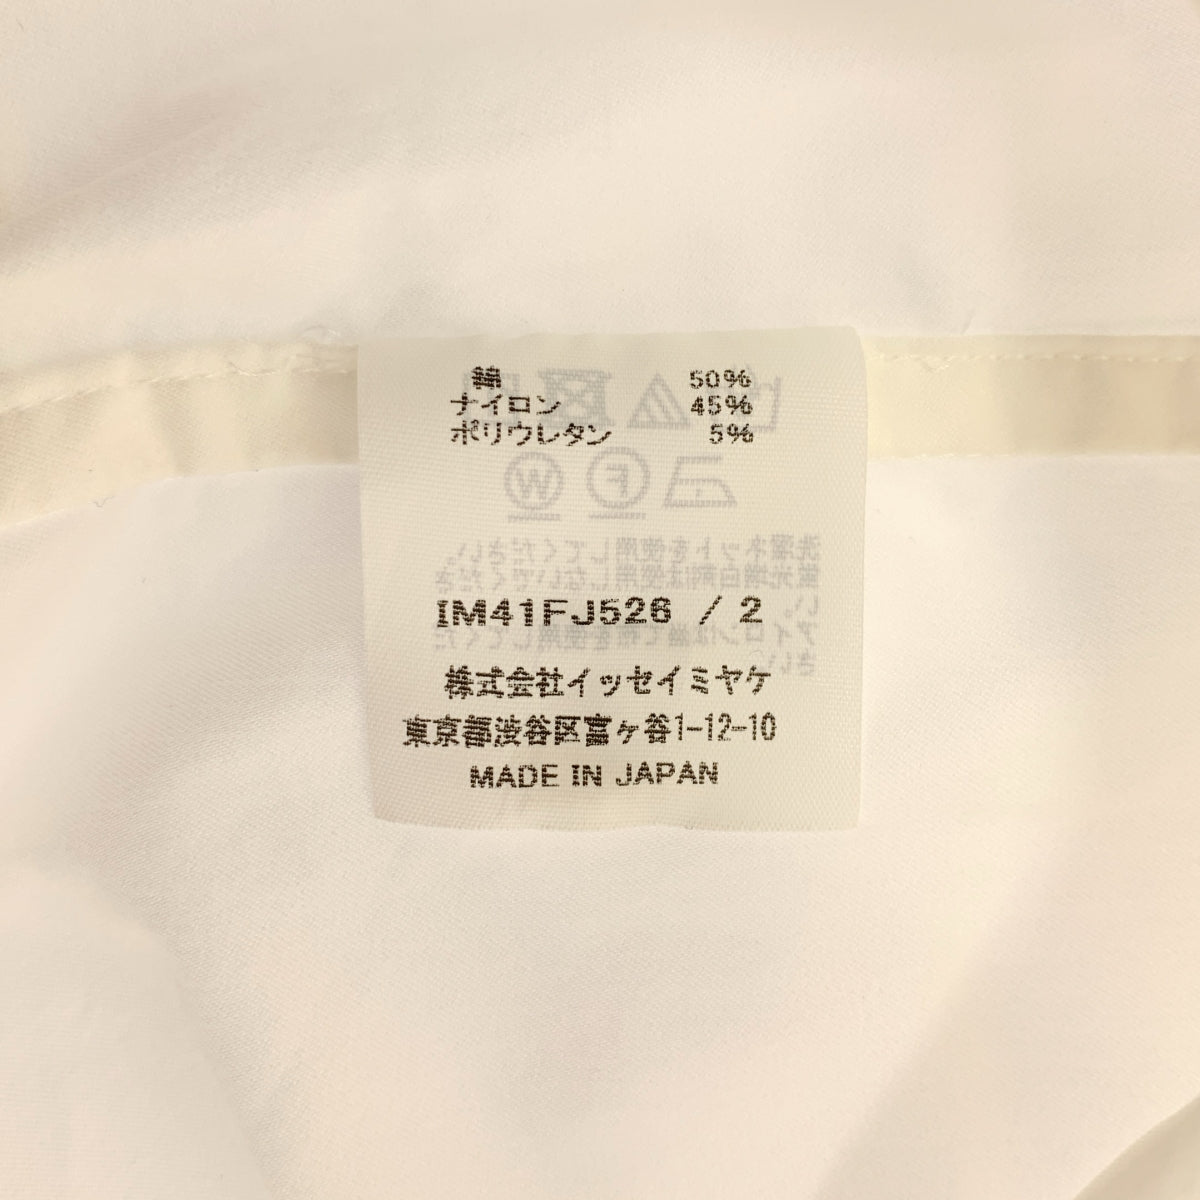 綿 50%
ナイロン 45%
ポリウレタン 5%
IM41FJ526 / 2
株式会社イッセイミヤケ
東京都渋谷区富ヶ谷1-12-10
MADE IN JAPAN